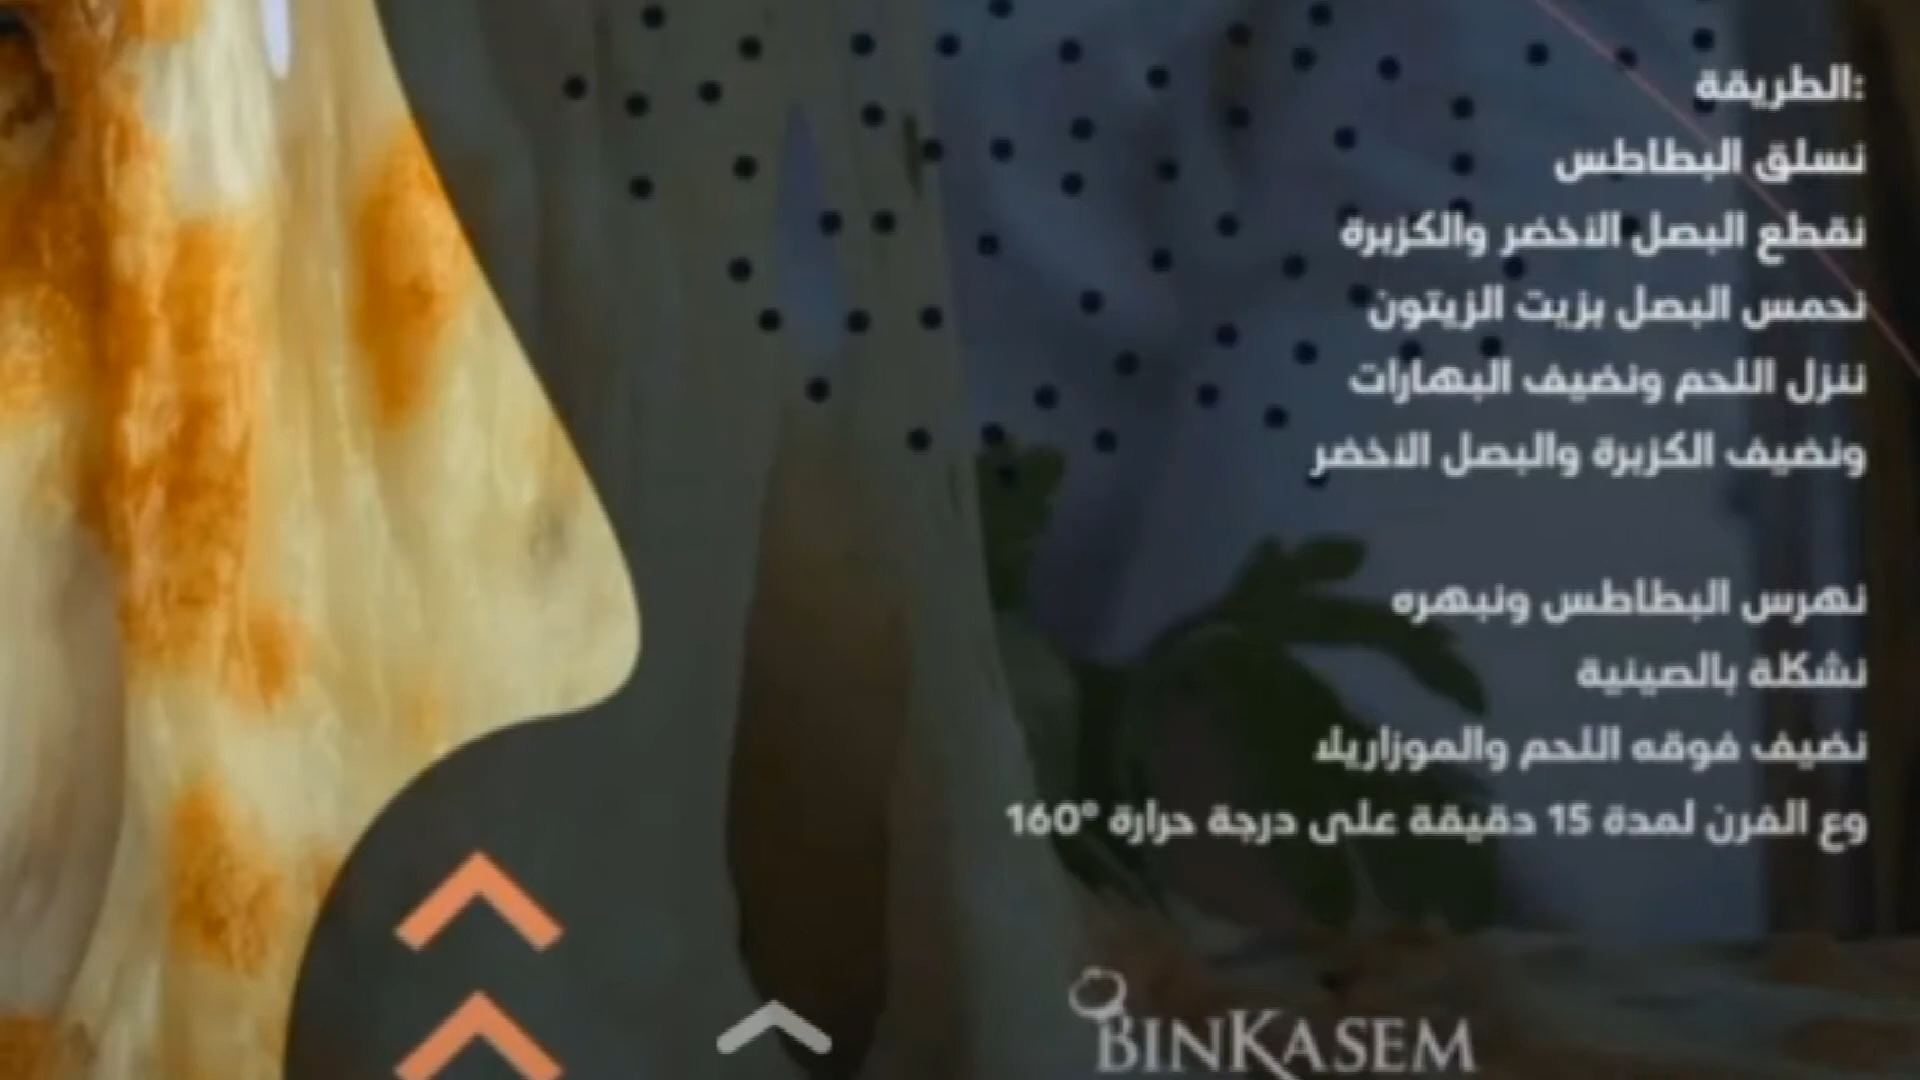 الطريقة:
نسلق البطاطس
نقطع البصل الاخضر والكزبرة
نحمس البصل بزيت الزيتون
ننزل اللحم ونضيف البهارات
ونضيف الكزبرة والبصل الاخضر
نهرس البطاطس ونبهره
نشكلة بالصينية
نضيف فوقه اللحم والموزاريلا
وع الفرن لمدة 15 دقيقة على درجة حرارة 160°
BINKASEM